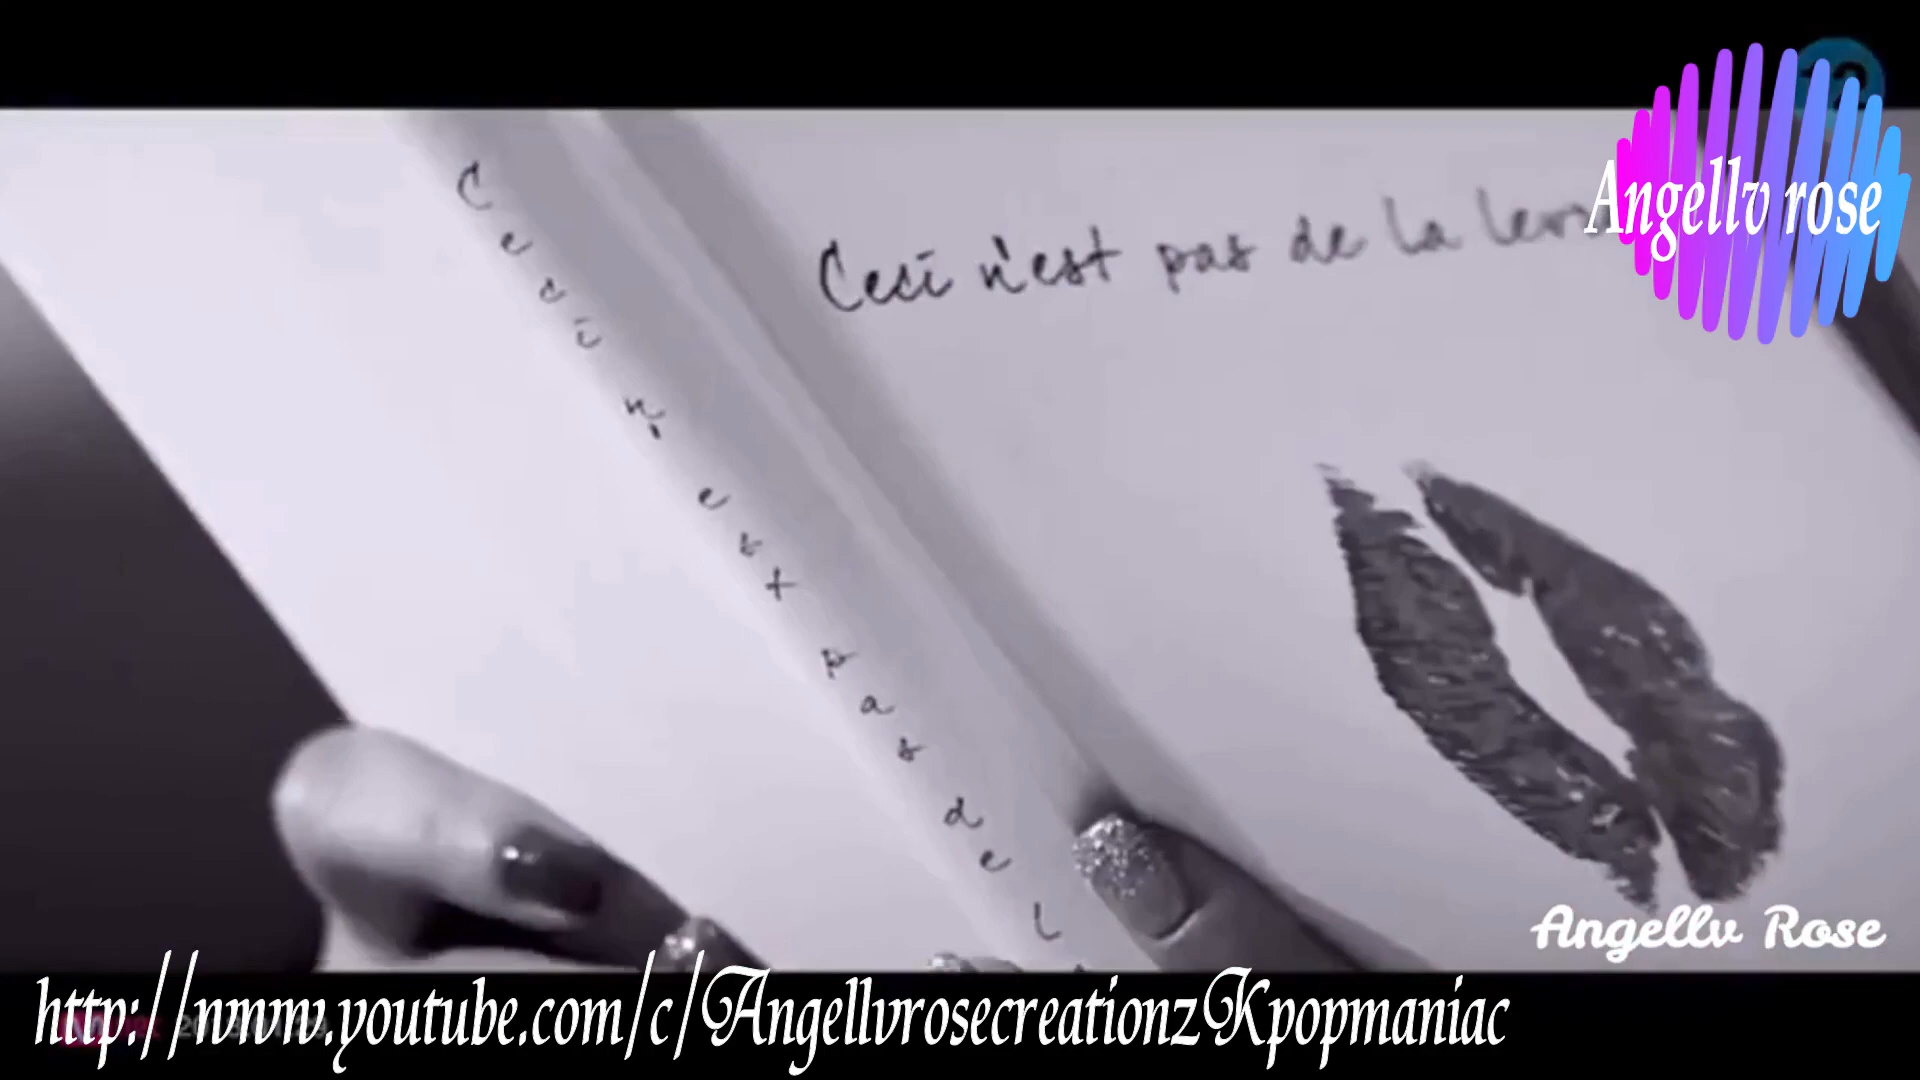 Angellv rose
Ceci n'est pas de la
Ceci n'est pas de l
Angellv Rose
http://www.youtube.com/c/AngellvrosecreationzKpopmaniac